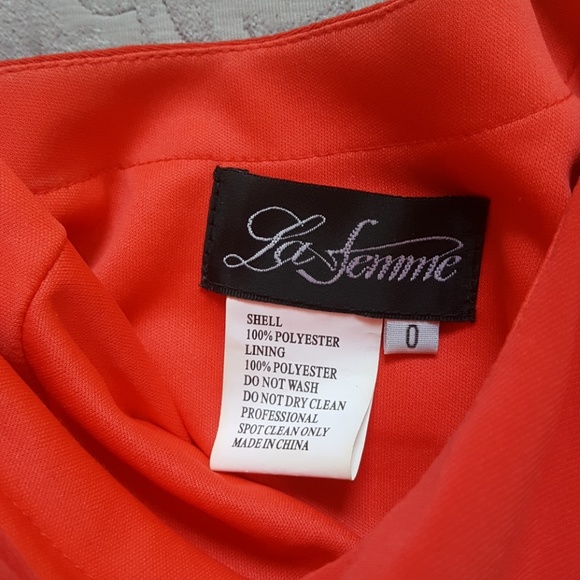 La femme
0
SHELL
100% POLYESTER
LINING
100% POLYESTER
DO NOT WASH
DO NOT DRY CLEAN
PROFESSIONAL
SPOT CLEAN ONLY
MADE IN CHINA